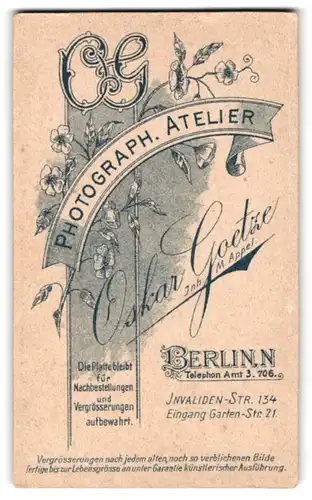 OG
PHOTOGRAPH. ATELIER
Oskar Goetze
Inh. M. Appel.
BERLIN.N
Telephon Amt 3. 706.
INVALIDEN-STR. 134
Eingang Garten-Str. 21.
Die Platte bleibt
für
Nachbestellungen
und
Vergrösserungen
aufbewahrt.
Vergrösserungen nach jedem alten, noch so verblichenen Bilde
fertige bis zur Lebensgrösse an unter Garantie künstlerischer Ausführung.